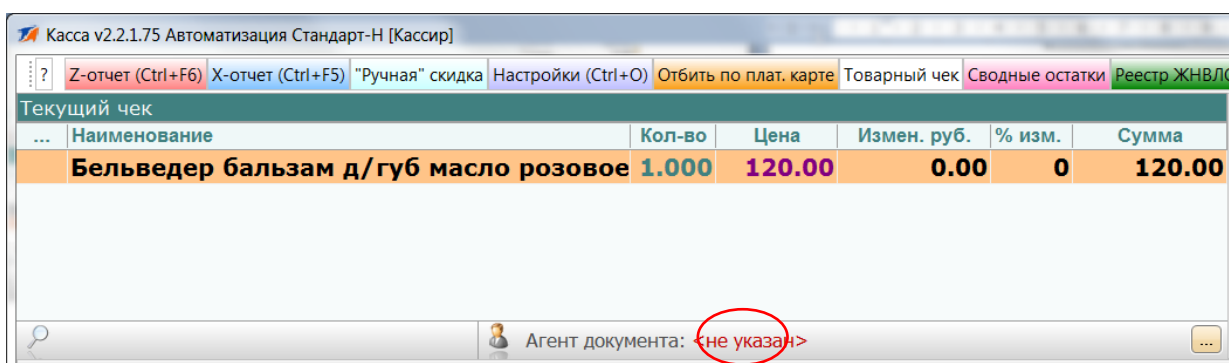 Касса v2.2.1.75 Автоматизация Стандарт-Н [Кассир]
? Z-отчет (Ctrl+F6) X-отчет (Ctrl+F5) "Ручная" скидка Настройки (Ctrl+O) Отбить по плат. карте Товарный чек Сводные остатки Реестр ЖНВЛ
Текущий чек
... Наименование Кол-во Цена Измен. руб. % изм. Сумма
Бельведер бальзам д/губ масло розовое 1.000 120.00 0.00 0 120.00
Агент документа: <не указан> ...